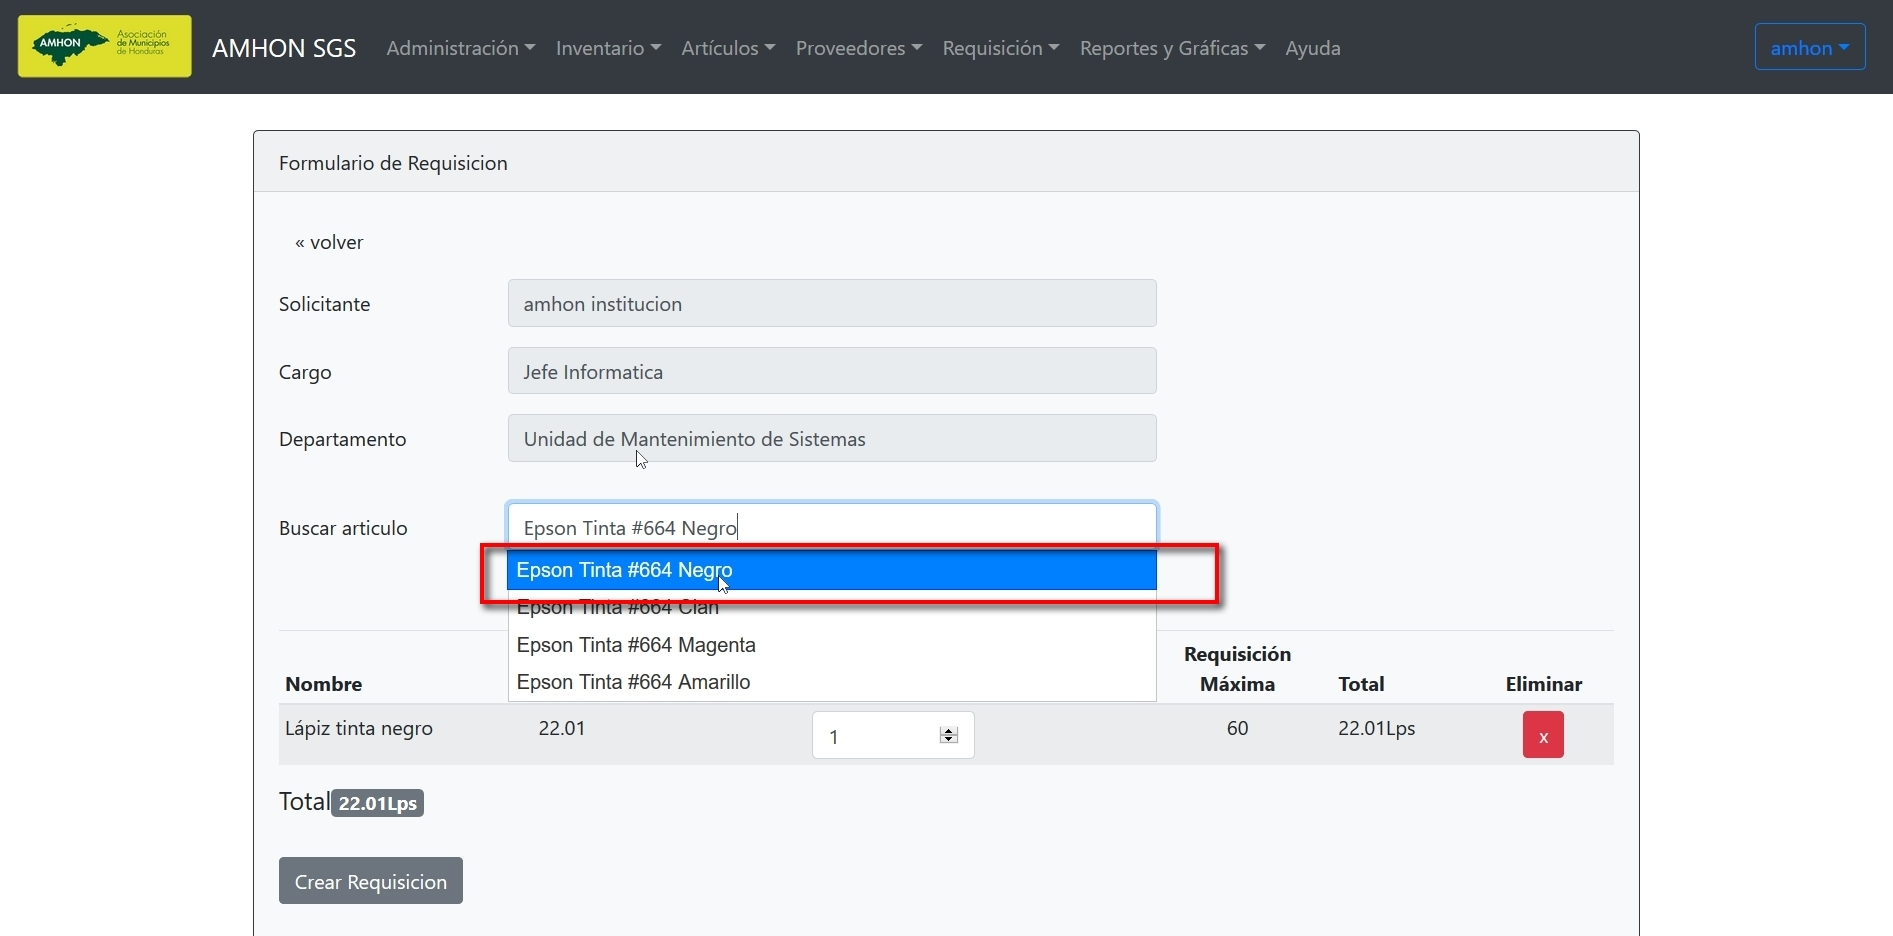 AMHON
Asociación
de Municipios
de Honduras
AMHON SGS
Administración
Inventario
Artículos
Proveedores
Requisición
Reportes y Gráficas
Ayuda
amhon
Formulario de Requisicion
« volver
Solicitante
amhon institucion
Cargo
Jefe Informatica
Departamento
Unidad de Mantenimiento de Sistemas
Buscar articulo
Epson Tinta #664 Negro
Epson Tinta #664 Negro
Epson Tinta #664 Cian
Epson Tinta #664 Magenta
Epson Tinta #664 Amarillo
Nombre
Requisición
Máxima
Total
Eliminar
Lápiz tinta negro
22.01
1
60
22.01Lps
x
Total 22.01Lps
Crear Requisicion